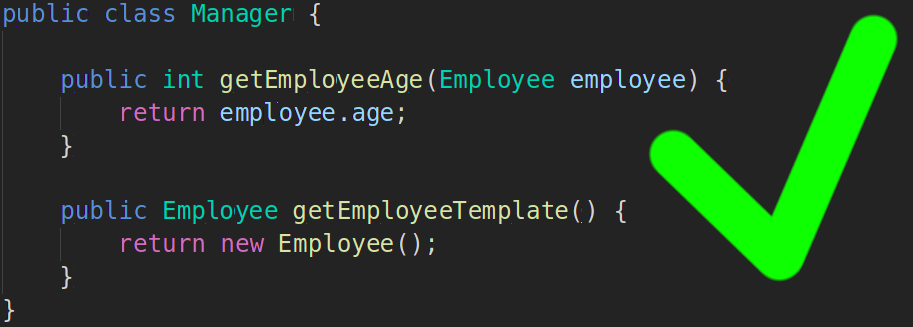 public class Manager {
public int getEmployeeAge(Employee employee) {
return employee.age;
}
public Employee getEmployeeTemplate() {
return new Employee();
}
}